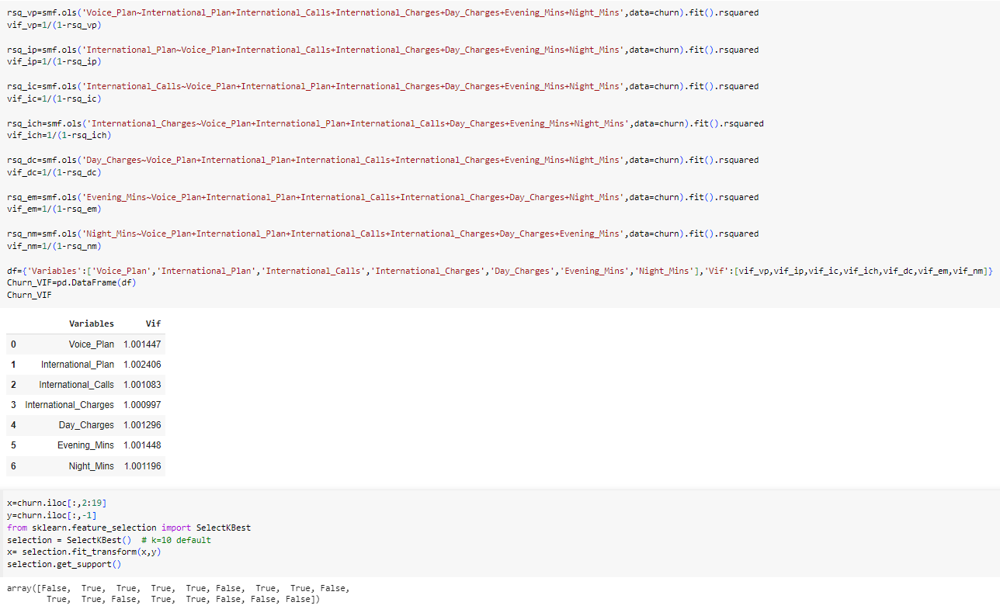 rsq_vp=smf.ols('Voice_Plan~International_Plan+International_Calls+International_Charges+Day_Charges+Evening_Mins+Night_Mins',data=churn).fit().rsquared
vif_vp=1/(1-rsq_vp)
rsq_ip=smf.ols('International_Plan~Voice_Plan+International_Calls+International_Charges+Day_Charges+Evening_Mins+Night_Mins',data=churn).fit().rsquared
vif_ip=1/(1-rsq_ip)
rsq_ic=smf.ols('International_Calls~Voice_Plan+International_Plan+International_Charges+Day_Charges+Evening_Mins+Night_Mins',data=churn).fit().rsquared
vif_ic=1/(1-rsq_ic)
rsq_ich=smf.ols('International_Charges~Voice_Plan+International_Plan+International_Calls+Day_Charges+Evening_Mins+Night_Mins',data=churn).fit().rsquared
vif_ich=1/(1-rsq_ich)
rsq_dc=smf.ols('Day_Charges~Voice_Plan+International_Plan+International_Calls+International_Charges+Evening_Mins+Night_Mins',data=churn).fit().rsquared
vif_dc=1/(1-rsq_dc)
rsq_em=smf.ols('Evening_Mins~Voice_Plan+International_Plan+International_Calls+International_Charges+Day_Charges+Night_Mins',data=churn).fit().rsquared
vif_em=1/(1-rsq_em)
rsq_nm=smf.ols('Night_Mins~Voice_Plan+International_Plan+International_Calls+International_Charges+Day_Charges+Evening_Mins',data=churn).fit().rsquared
vif_nm=1/(1-rsq_nm)
df={'Variables':['Voice_Plan','International_Plan','International_Calls','International_Charges','Day_Charges','Evening_Mins','Night_Mins'],'Vif':[vif_vp,vif_ip,vif_ic,vif_ich,vif_dc,vif_em,vif_nm]}
Churn_VIF=pd.DataFrame(df)
Churn_VIF
Variables Vif
0 Voice_Plan 1.001447
1 International_Plan 1.002406
2 International_Calls 1.001083
3 International_Charges 1.000997
4 Day_Charges 1.001296
5 Evening_Mins 1.001448
6 Night_Mins 1.001196
x=churn.iloc[:,2:19]
y=churn.iloc[:,-1]
from sklearn.feature_selection import SelectKBest
selection = SelectKBest()  # k=10 default
x= selection.fit_transform(x,y)
selection.get_support()
array([False,  True,  True,  True,  True, False,  True,  True, False,
True,  True, False,  True,  True, False, False, False])